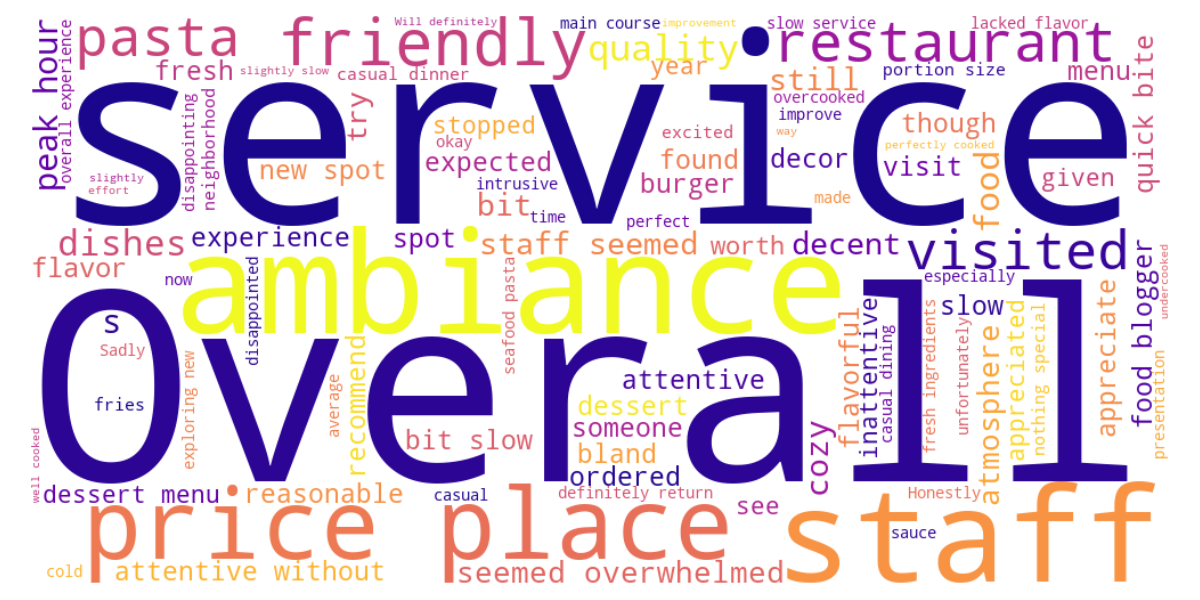 pasta
friendly
quality
restaurant
main course
improvement
slow service
lacked flavor
Will definitely
peak hour
overall experience
fresh
slightly slow
casual dinner
year
still
portion size
menu
quick bite
service
disappointing
neighborhood
try
stopped
okay
expected
new spot
excited
found
burger
overcooked
improve
way
decor
though
perfectly cooked
visit
food
given
slightly
effort
intrusive
bit
time
perfect
made
dishes
experience
spot
staff seemed
worth
decent
visited
flavor
now
disappointed
ambiance
seafood pasta
especially
slow
food blogger
undercooked
s
Sadly
fries
exploring new
average
recommend
Overall
attentive
dessert
someone
bland
ordered
bit slow
cozy
flavorful
inattentive
casual dining
fresh ingredients
unfortunately
atmosphere
appreciated
nothing special
appreciate
presentation
well cooked
dessert menu
reasonable
casual
definitely return
see
Honestly
price
place
staff
sauce
cold
attentive without
seemed overwhelmed